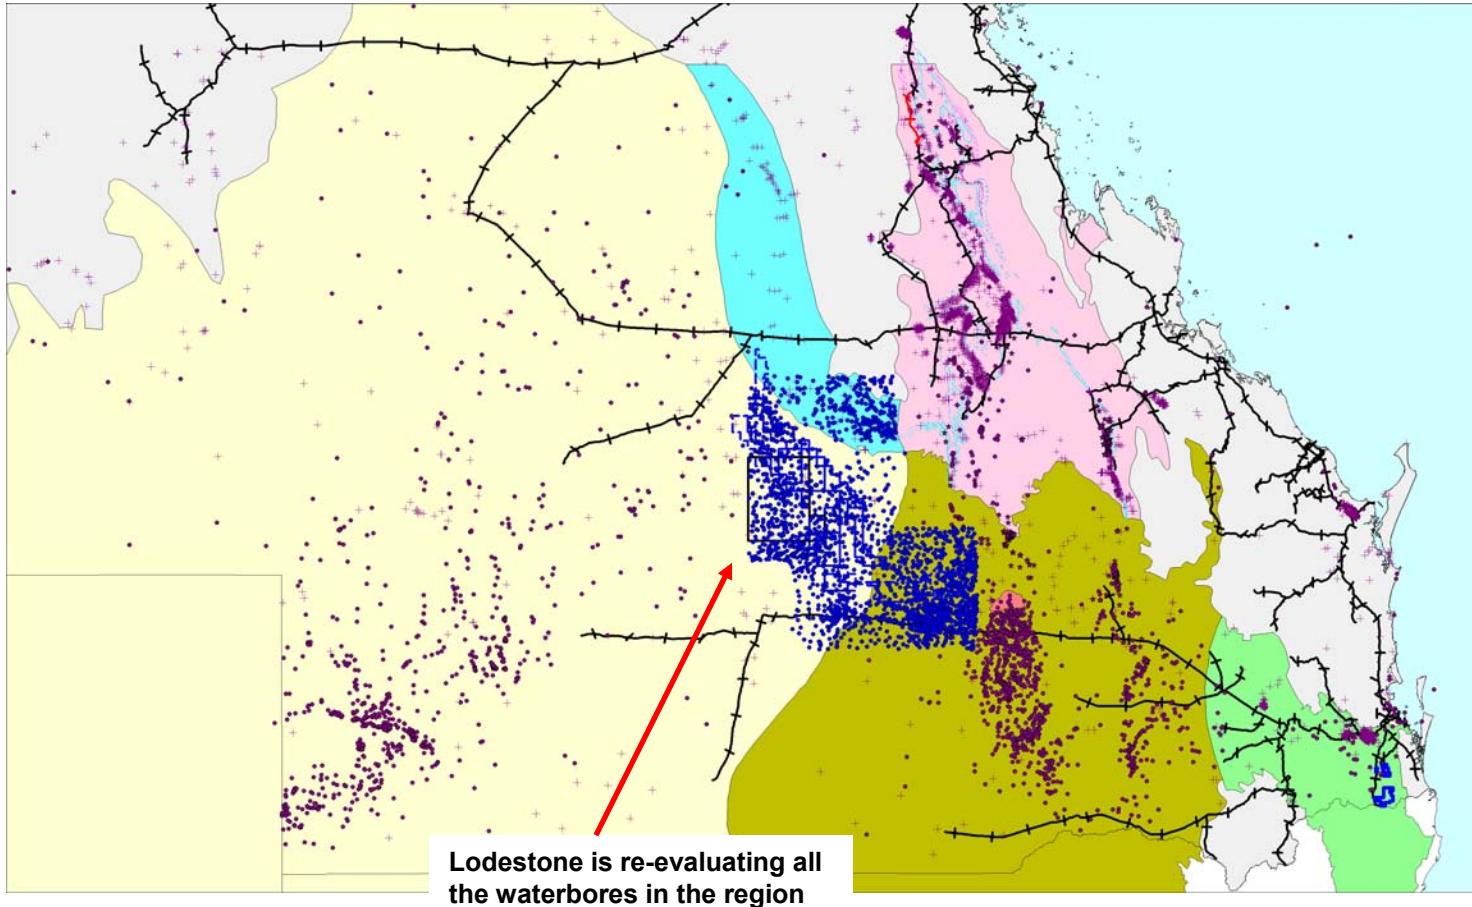 Lodestone is re-evaluating all
the waterbores in the region